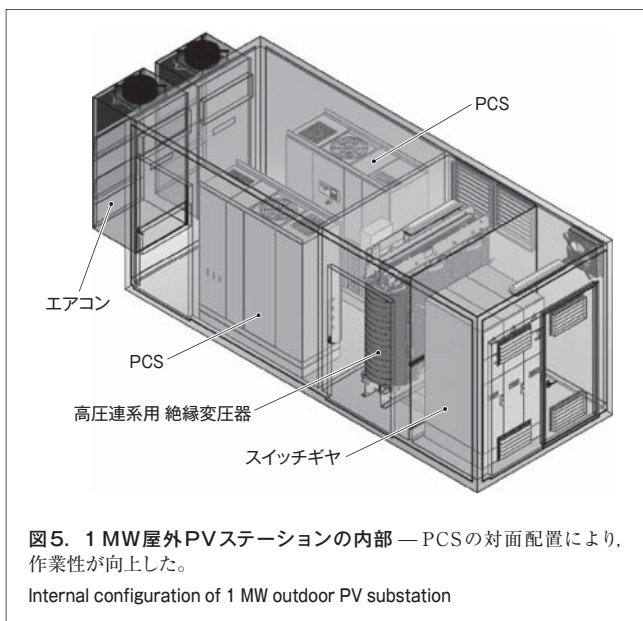 PCS
エアコン
PCS
高圧連系用 絶縁変圧器
スイッチギヤ
図5. 1 MW屋外PVステーションの内部 — PCSの対面配置により,
作業性が向上した。
Internal configuration of 1 MW outdoor PV substation